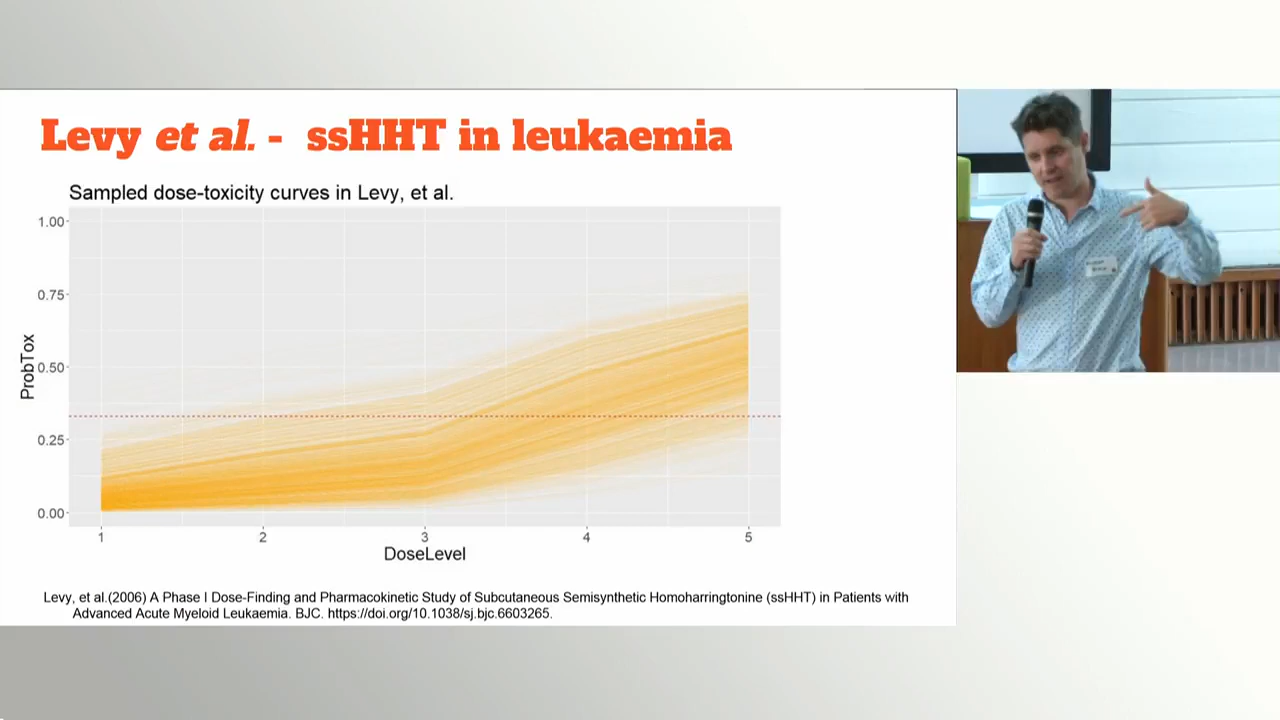 Levy et al. - ssHHT in leukaemia
Sampled dose-toxicity curves in Levy, et al.
1.00
0.75
0.50
0.25
0.00
ProbTox
1 2 3 4 5
DoseLevel
Levy, et al.(2006) A Phase I Dose-Finding and Pharmacokinetic Study of Subcutaneous Semisynthetic Homoharringtonine (ssHHT) in Patients with
Advanced Acute Myeloid Leukaemia. BJC. https://doi.org/10.1038/sj.bjc.6603265.